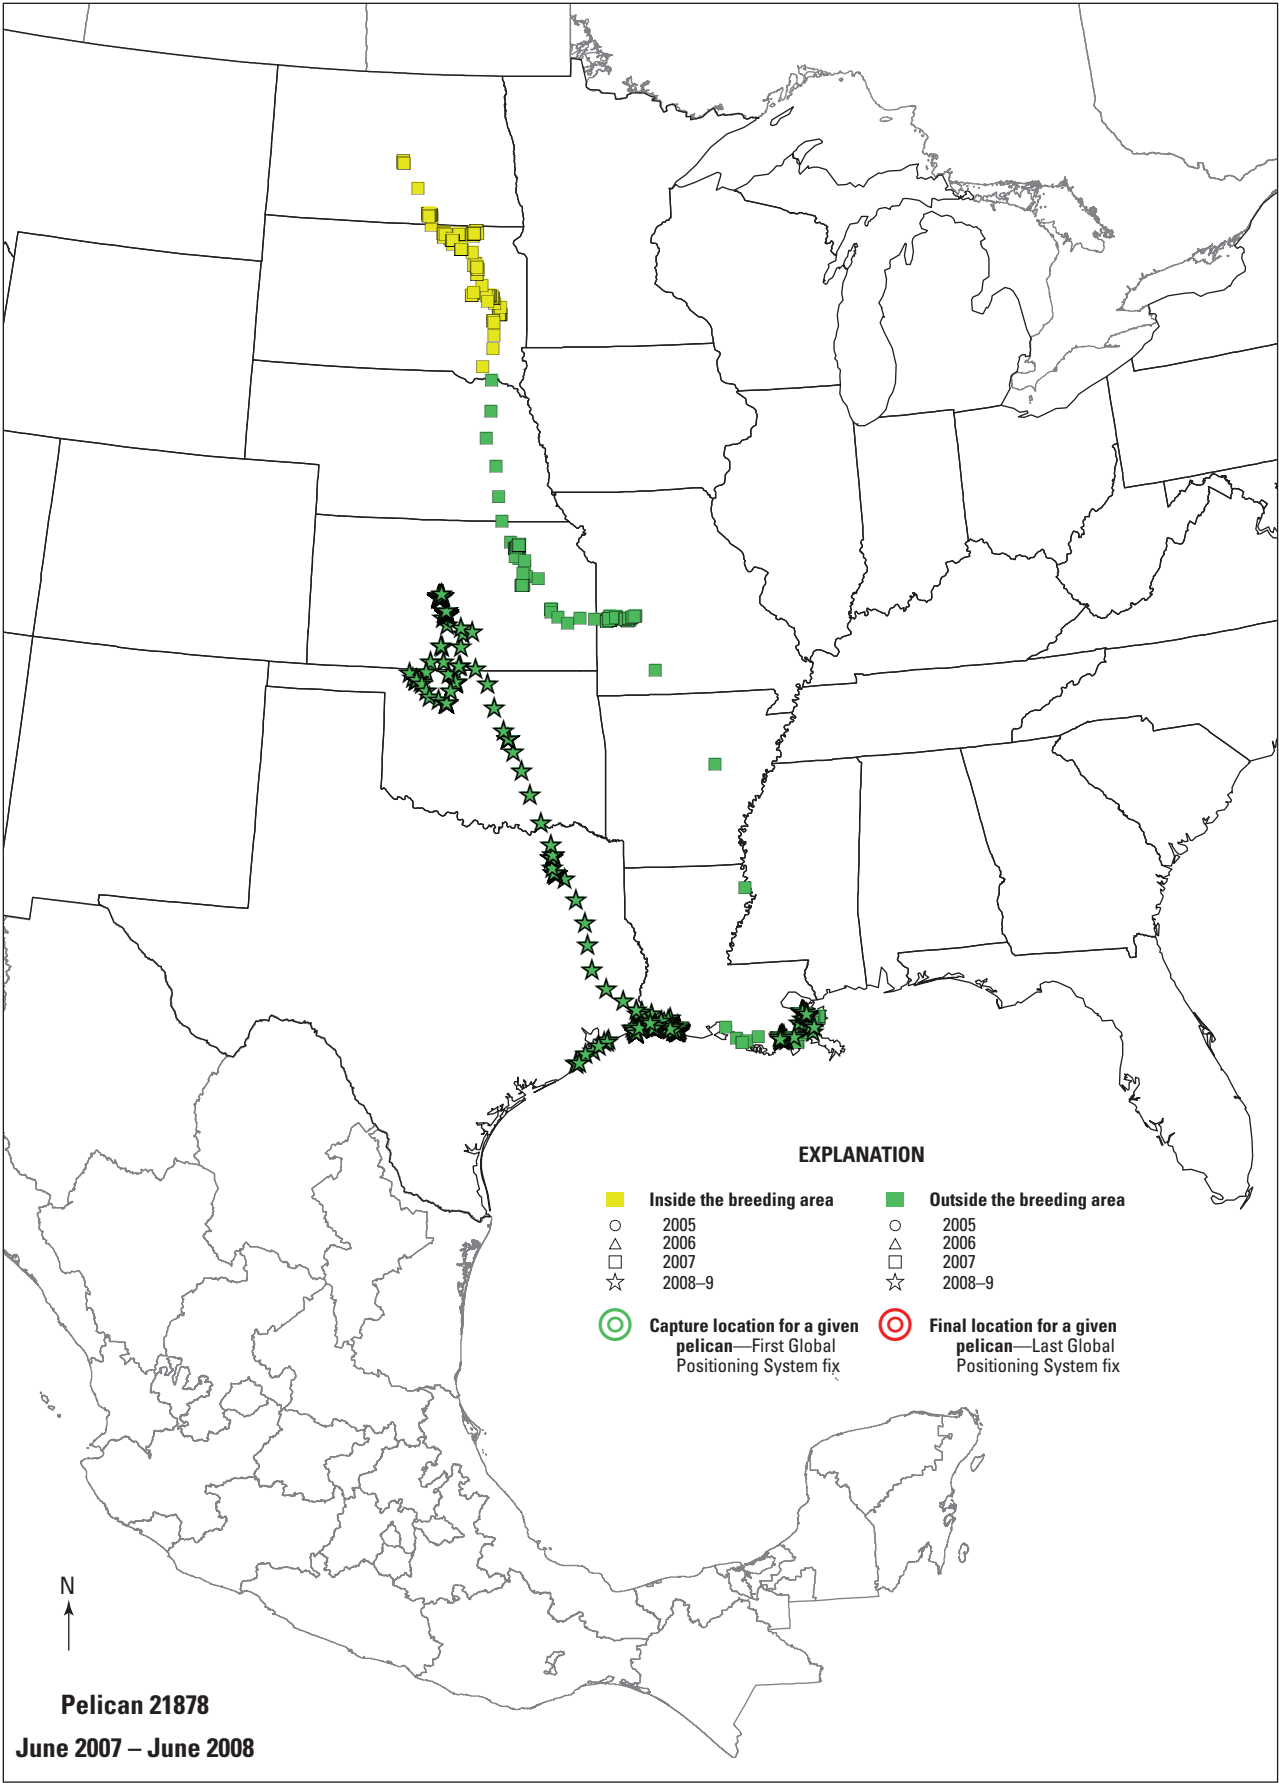 EXPLANATION
Inside the breeding area
2005
2006
2007
2008–9
Capture location for a given
pelican—First Global
Positioning System fix
Outside the breeding area
2005
2006
2007
2008–9
Final location for a given
pelican—Last Global
Positioning System fix
N
Pelican 21878
June 2007 – June 2008